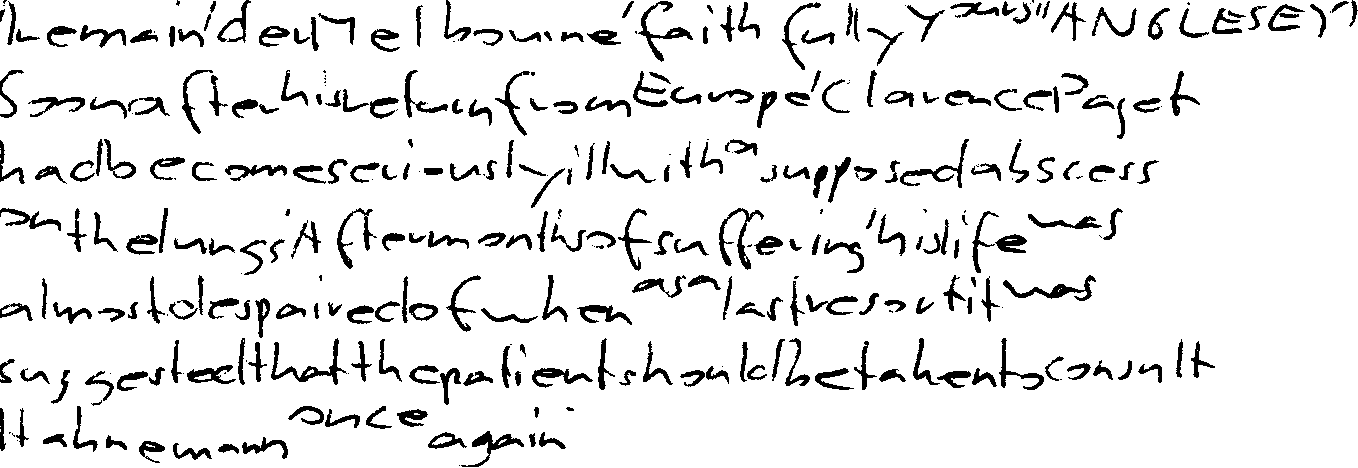 I remain' dear Melbourne' faithfully yours" ANGLESEY"'
Soon after his return from Europe' Clarence Paget
had become seriously ill with a supposed abscess
on the lungs' After months of suffering' his life was
almost despaired of when as a last resort it was
suggested that the patient should be taken to consult
Hahnemann once again